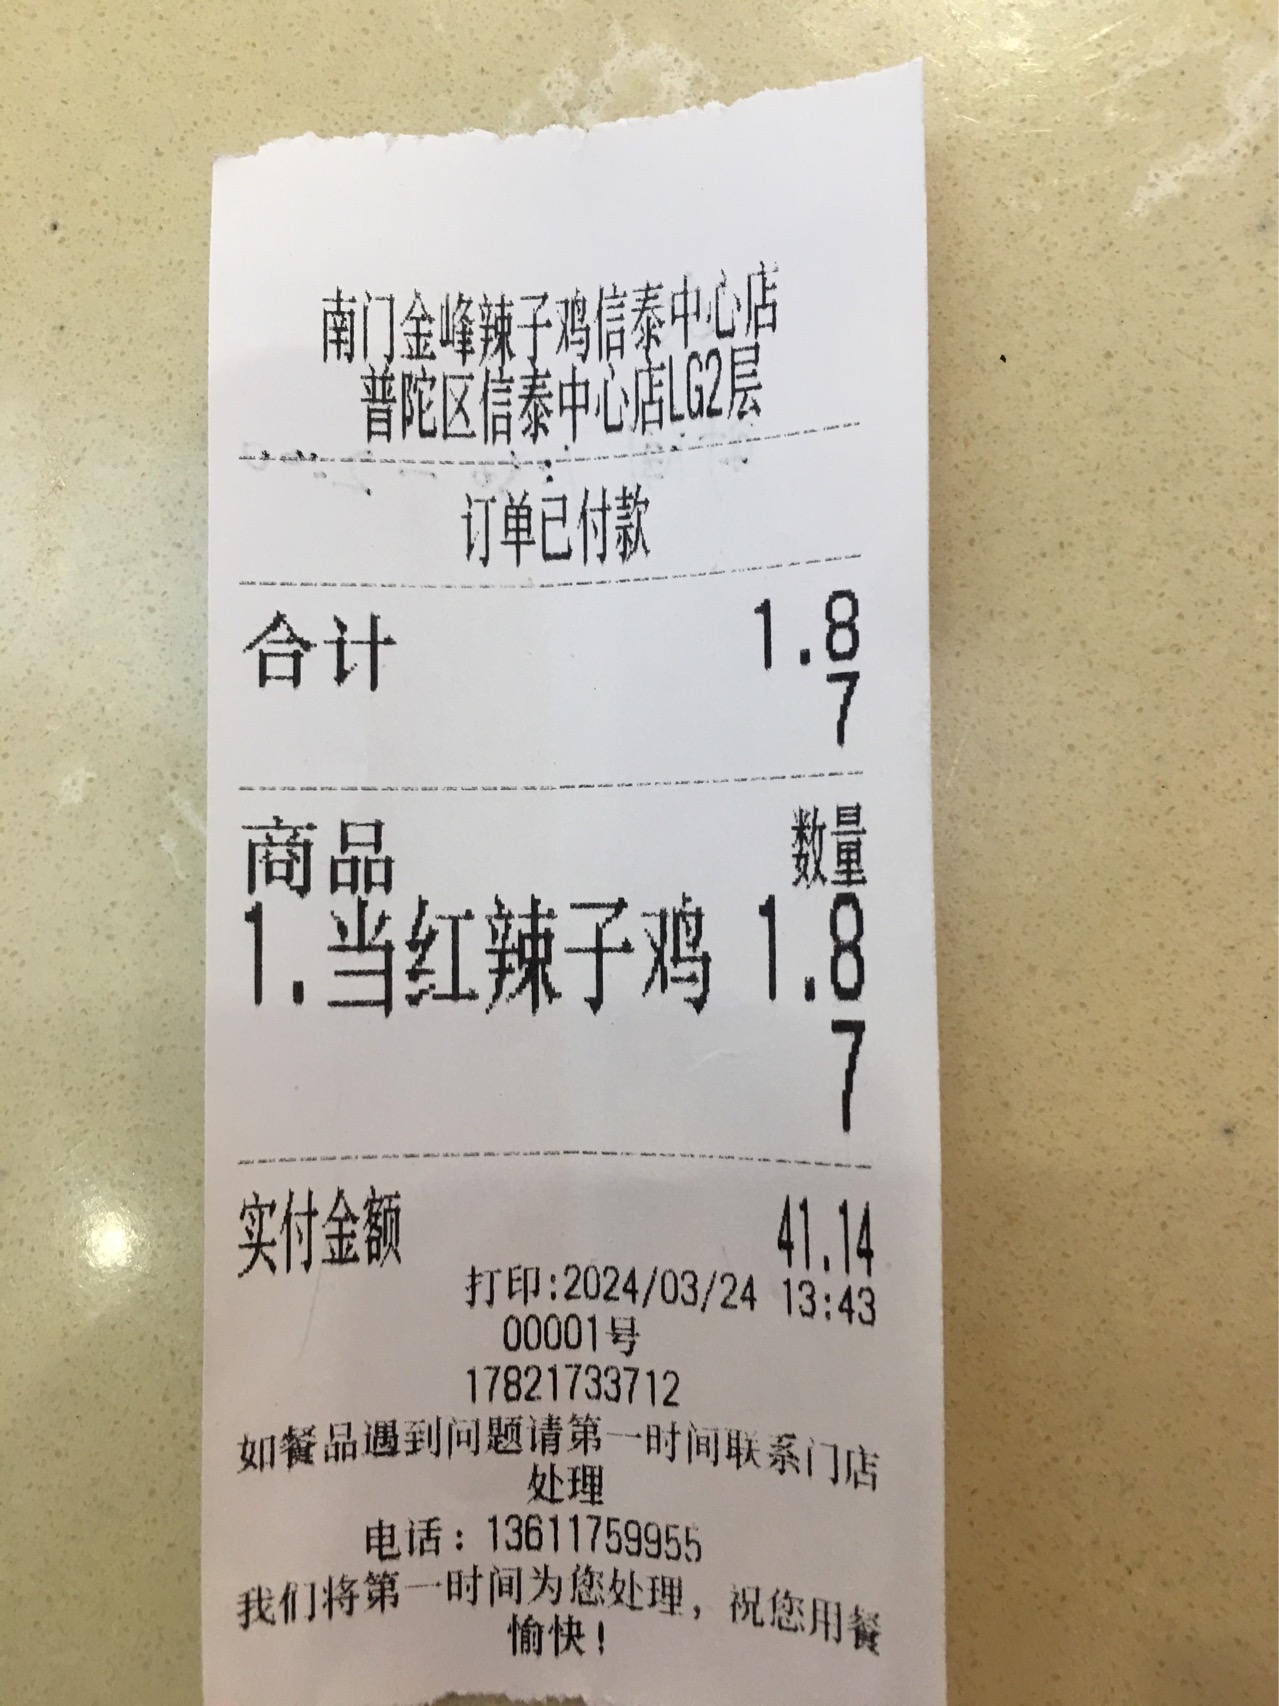 南门金峰辣子鸡信泰中心店
普陀区信泰中心店LG2层
订单已付款
合计 1.8
7
商品 数量
1.当红辣子鸡 1.8
7
实付金额 41.14
打印:2024/03/24 13:43
00001号
17821733712
如餐品遇到问题请第一时间联系门店
处理
电话：13611759955
我们将第一时间为您处理，祝您用餐
愉快！